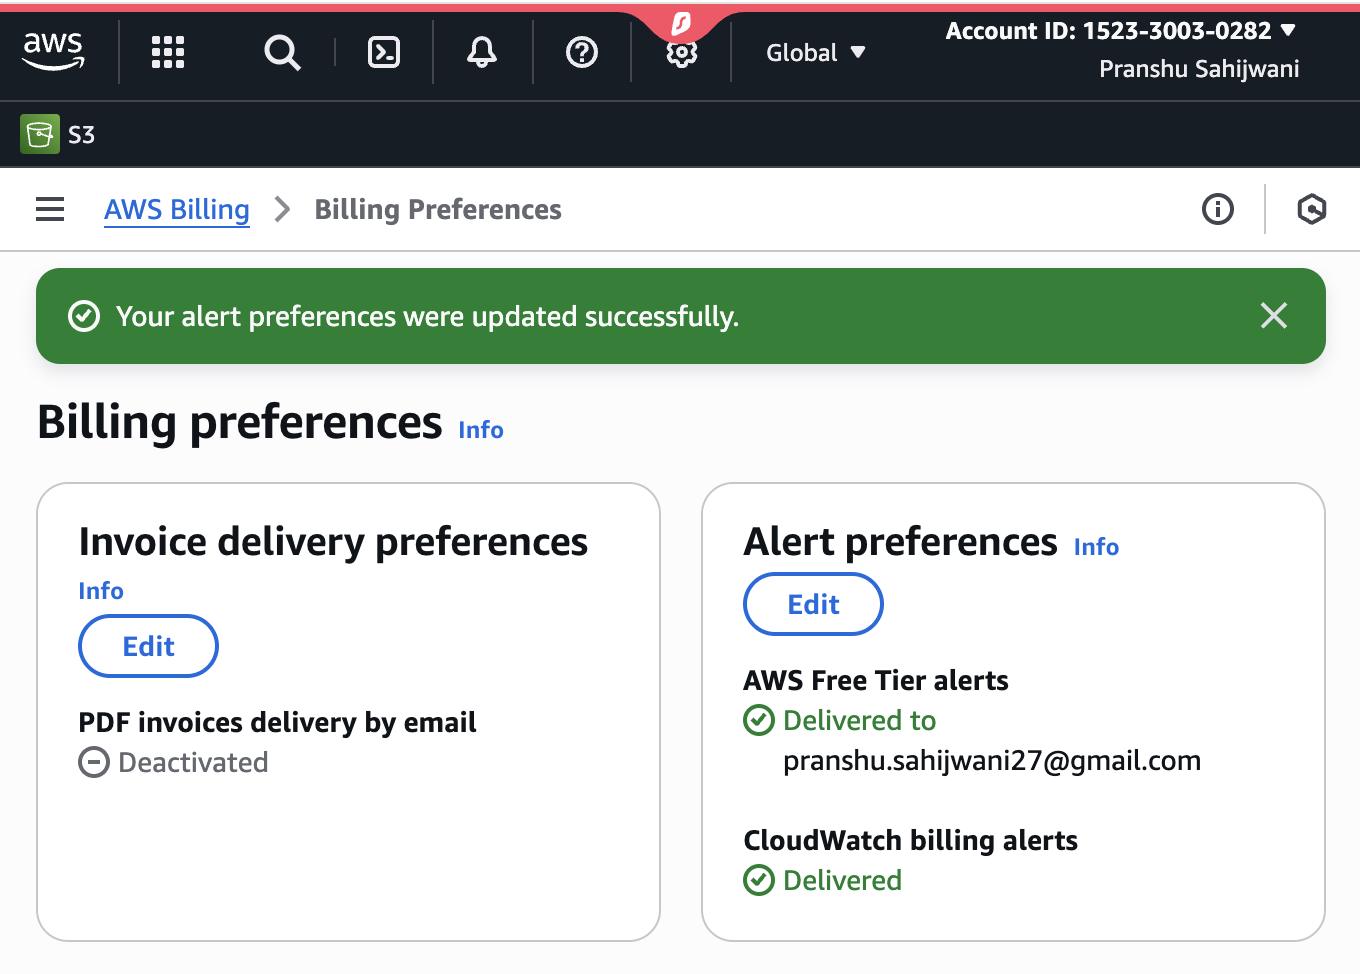 aws
Global
Account ID: 1523-3003-0282
Pranshu Sahijwani
S3
AWS Billing
Billing Preferences
Your alert preferences were updated successfully.
Billing preferences Info
Invoice delivery preferences
Info
Edit
PDF invoices delivery by email
Deactivated
Alert preferences Info
Edit
AWS Free Tier alerts
Delivered to
pranshu.sahijwani27@gmail.com
CloudWatch billing alerts
Delivered